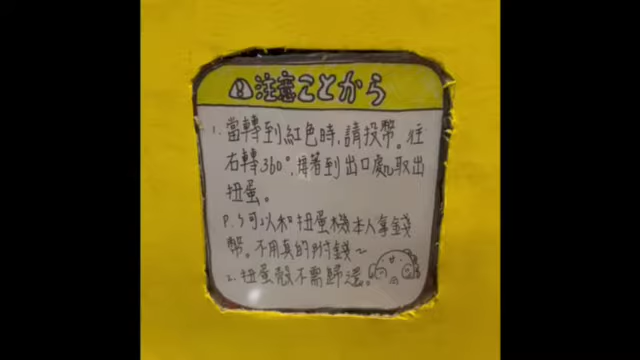 注意ことから
1. 當轉到紅色時,請投幣。往
右轉360°,接著到出口處取出
扭蛋。
P.S可以和扭蛋機本人拿錢
幣。不用真的付錢~
2. 扭蛋殼不需歸還。